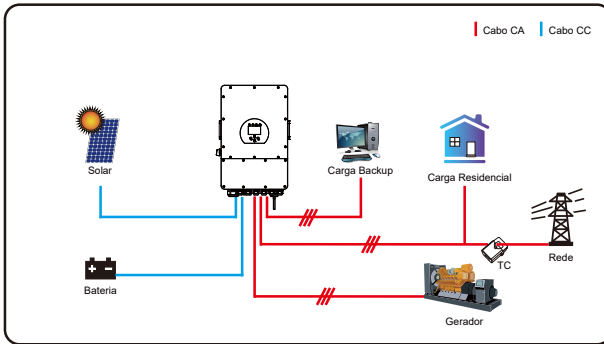 Cabo CA
Cabo CC
Solar
Carga Backup
Carga Residencial
Rede
TC
Bateria
Gerador